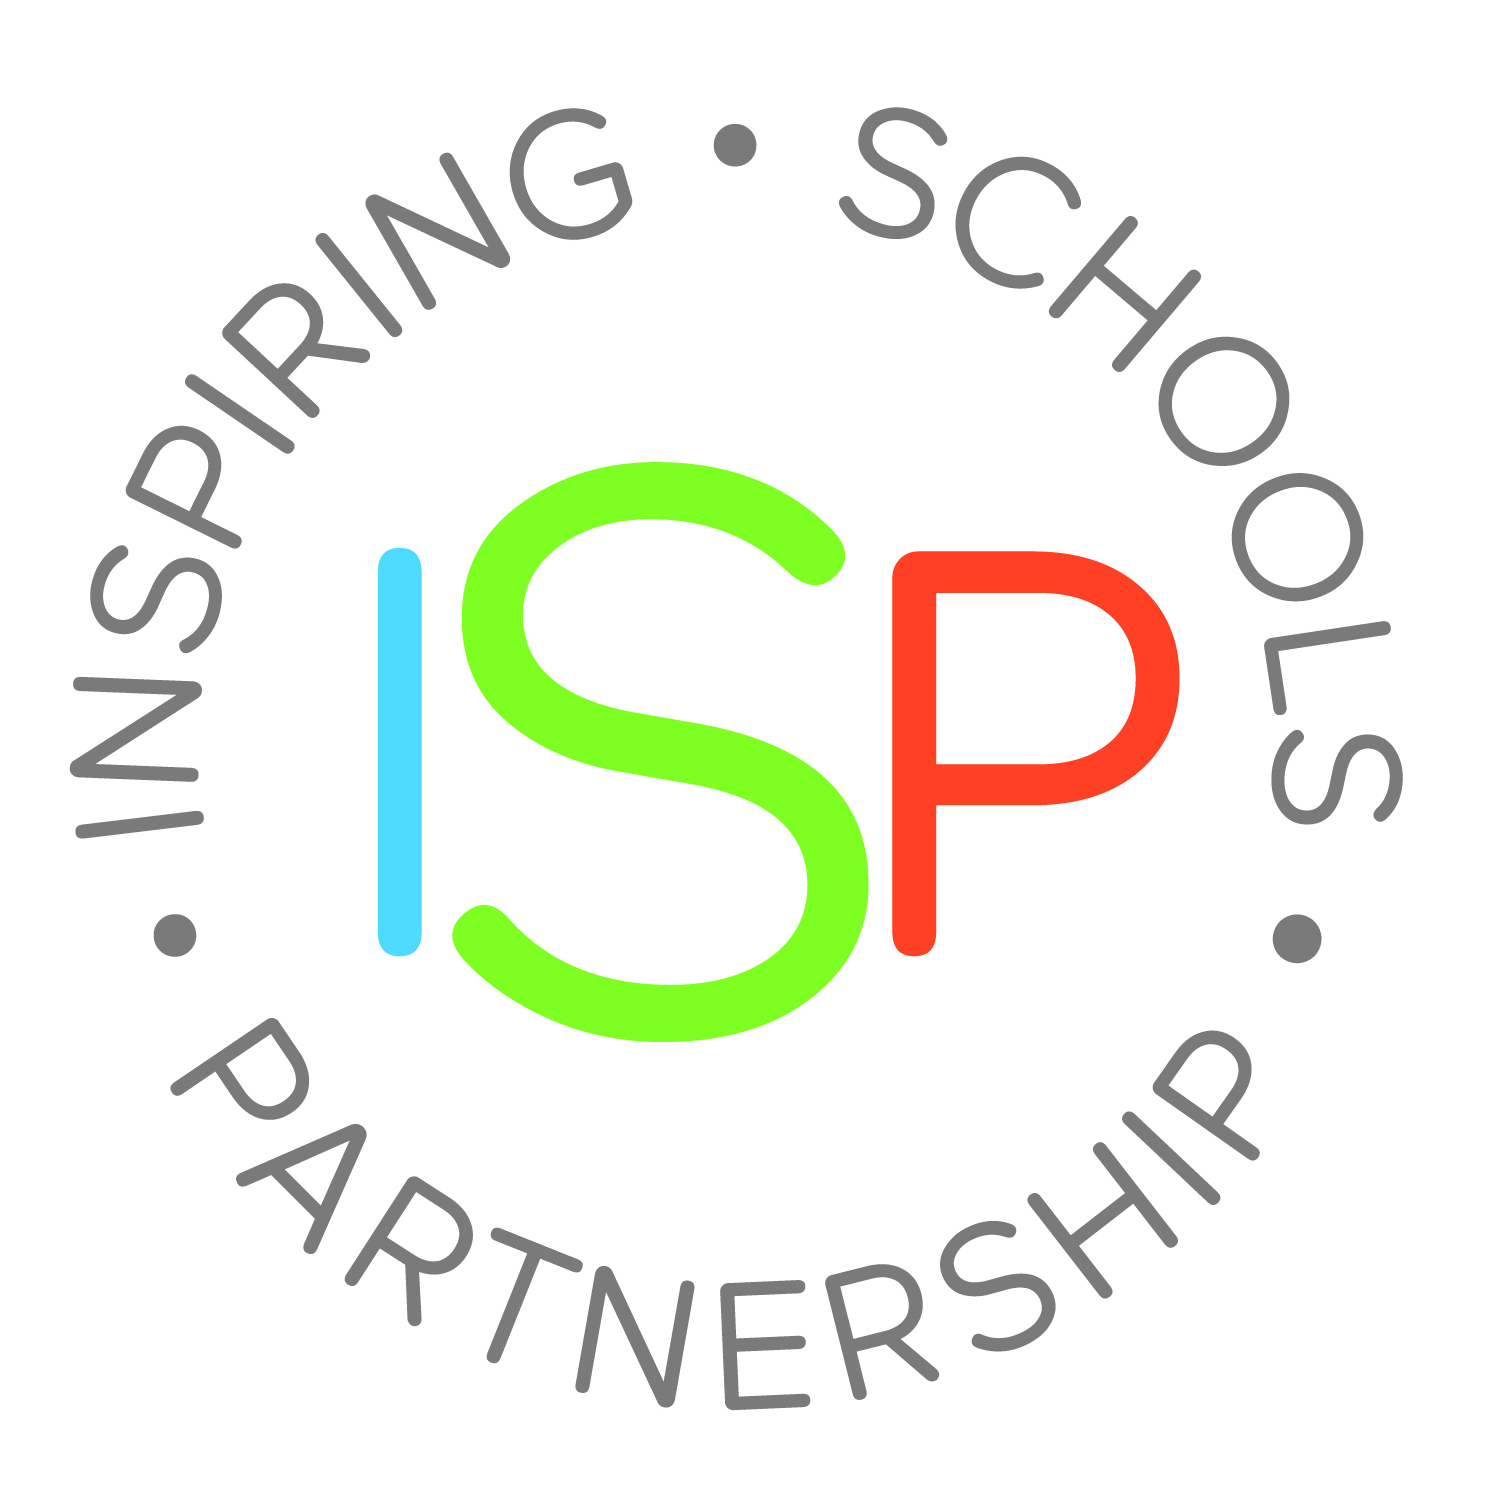 INSPIRING • SCHOOLS • PARTNERSHIP •
ISP